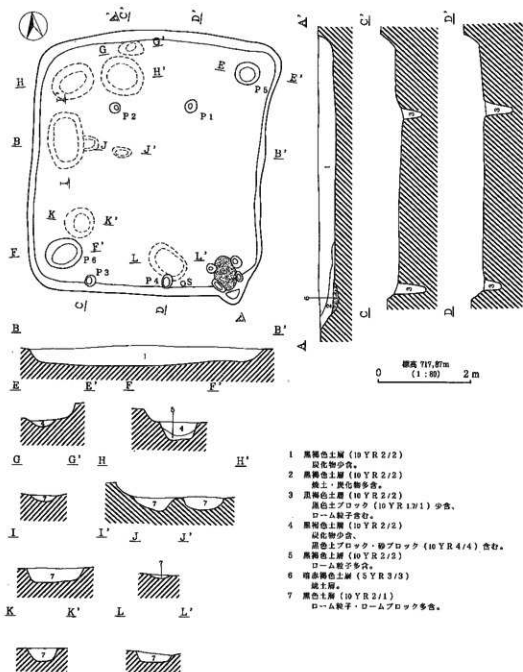 A' C' D'
G G'
H H' E E'
P5
P2 P1
B J J' B'
I
K K'
F P6 F' L L'
P3 P4 S
C D A
B B'
1
E E' F F'
5 4
G G' H H'
7 7 7
I I' J J'
7 7
K K' L L'
7 7
A' C' D'
1 3 3
6 2 3 3
A C D
標高 717.87m
(1:80)
0 2m
1 黒褐色土層 (10YR2/2)
炭化物少含。
2 黒褐色土層 (10YR2/2)
焼土・炭化物多含。
3 黒褐色土層 (10YR2/2)
黒色土ブロック (10YR1.7/1) 少含、
ローム粒子含む。
4 黒褐色土層 (10YR2/2)
炭化物少含、
黒色土ブロック・砂ブロック (10YR4/4) 含む。
5 黒褐色土層 (10YR2/2)
ローム粒子多含。
6 暗赤褐色土層 (5YR3/3)
焼土層。
7 黒色土層 (10YR2/1)
ローム粒子・ロームブロック多含。